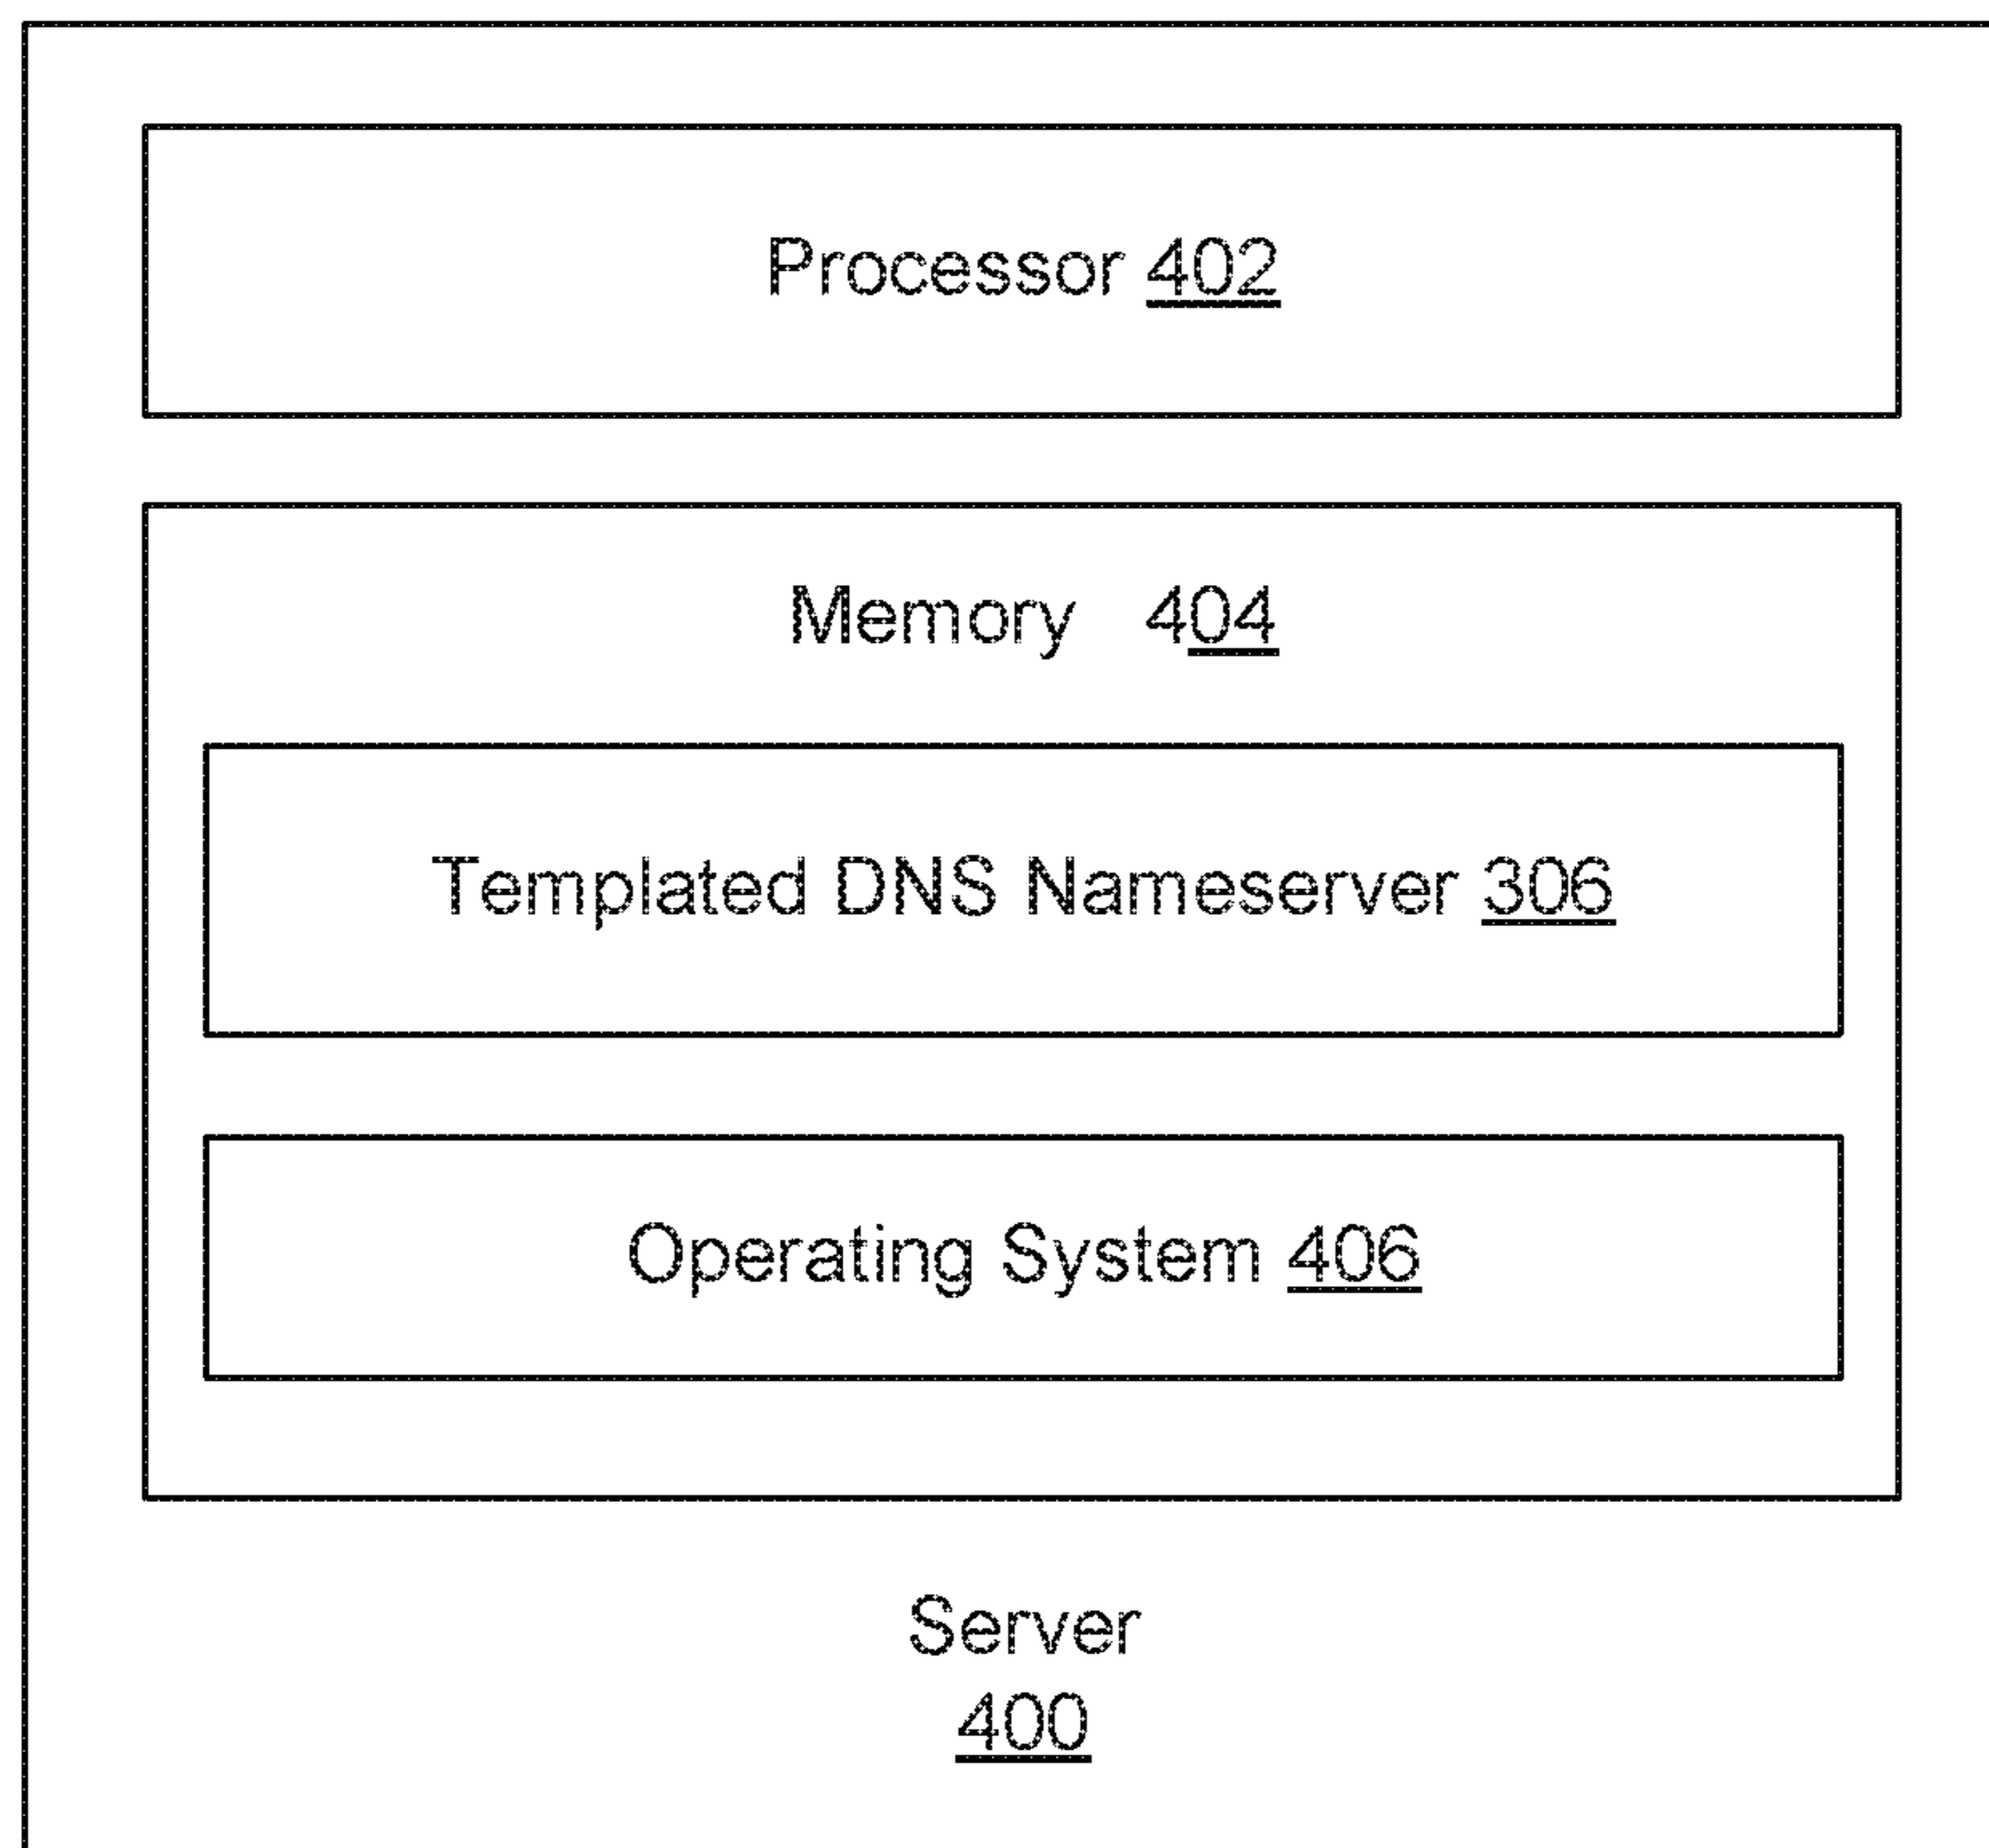 Processor 402
Memory 404
Templated DNS Nameserver 306
Operating System 406
Server
400